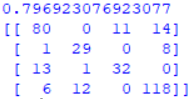 0.796923076923077
[[ 80   0  11  14]
 [  1  29   0   8]
 [ 13   1  32   0]
 [  6  12   0 118]]